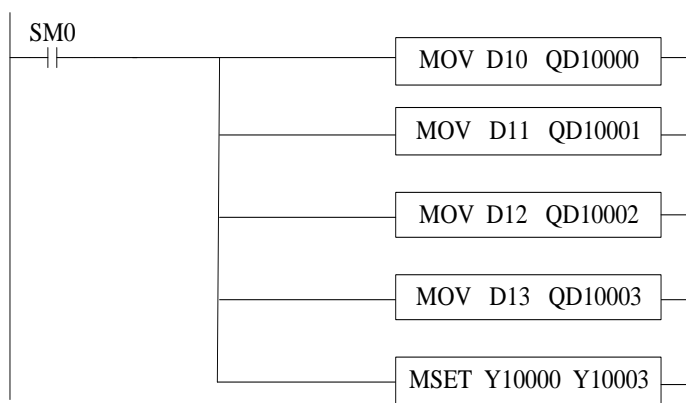 SM0
MOV D10 QD10000
MOV D11 QD10001
MOV D12 QD10002
MOV D13 QD10003
MSET Y10000 Y10003